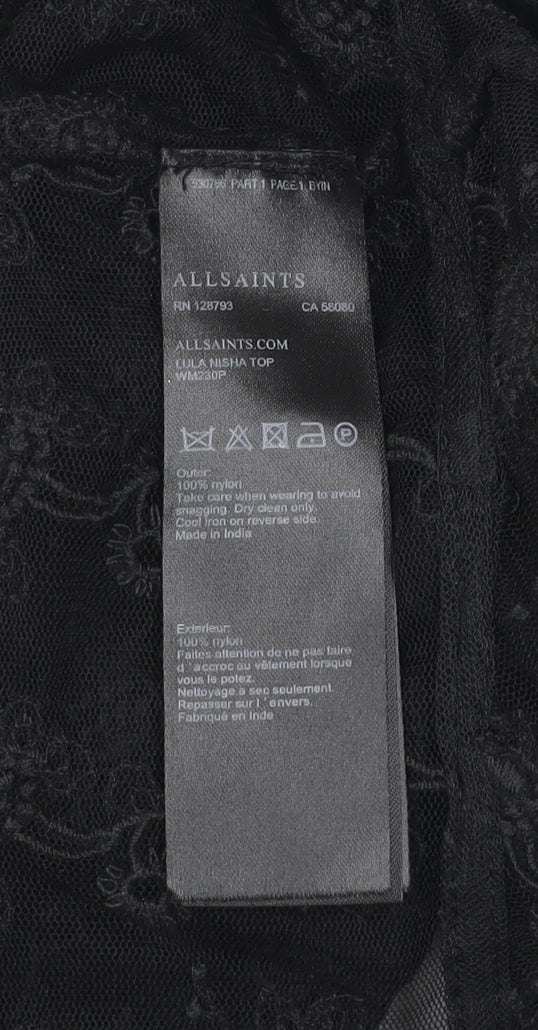 530786 PART 1 PAGE 1 BYIN
ALLSAINTS
RN 128793 CA 56080
ALLSAINTS.COM
LULA NISHA TOP
WM230P
P
Outer:
100% nylon
Take care when wearing to avoid
snagging. Dry clean only.
Cool iron on reverse side.
Made in India
Exterieur:
100% nylon
Faites attention de ne pas faire
d ' accroc au vêtement lorsque
vous le potez.
Nettoyage a sec seulement.
Repasser sur l ' envers.
Fabriqué en Inde